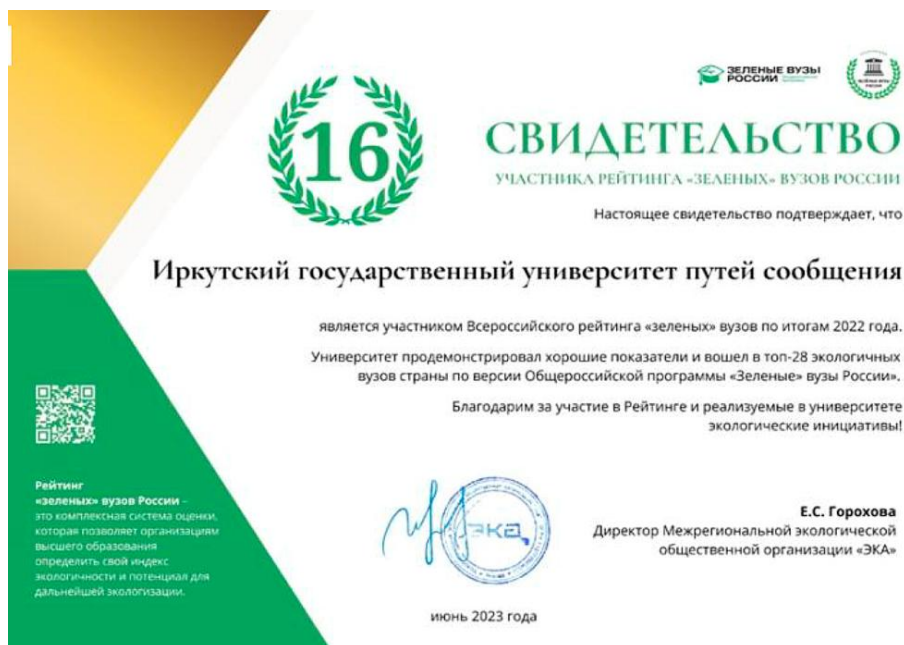 ЗЕЛЕНЫЕ ВУЗЫ
РОССИИ
16
СВИДЕТЕЛЬСТВО
УЧАСТНИКА РЕЙТИНГА «ЗЕЛЕНЫХ» ВУЗОВ РОССИИ
Настоящее свидетельство подтверждает, что
Иркутский государственный университет путей сообщения
является участником Всероссийского рейтинга «зеленых» вузов по итогам 2022 года.
Университет продемонстрировал хорошие показатели и вошел в топ-28 экологичных
вузов страны по версии Общероссийской программы «Зеленые» вузы России».
Благодарим за участие в Рейтинге и реализуемые в университете
экологические инициативы!
Рейтинг
«зеленых» вузов России –
это комплексная система оценки,
которая позволяет организациям
высшего образования
определить свой индекс
экологичности и потенциал для
дальнейшей экологизации.
ЭКА
Е.С. Горохова
Директор Межрегиональной экологической
общественной организации «ЭКА»
июнь 2023 года